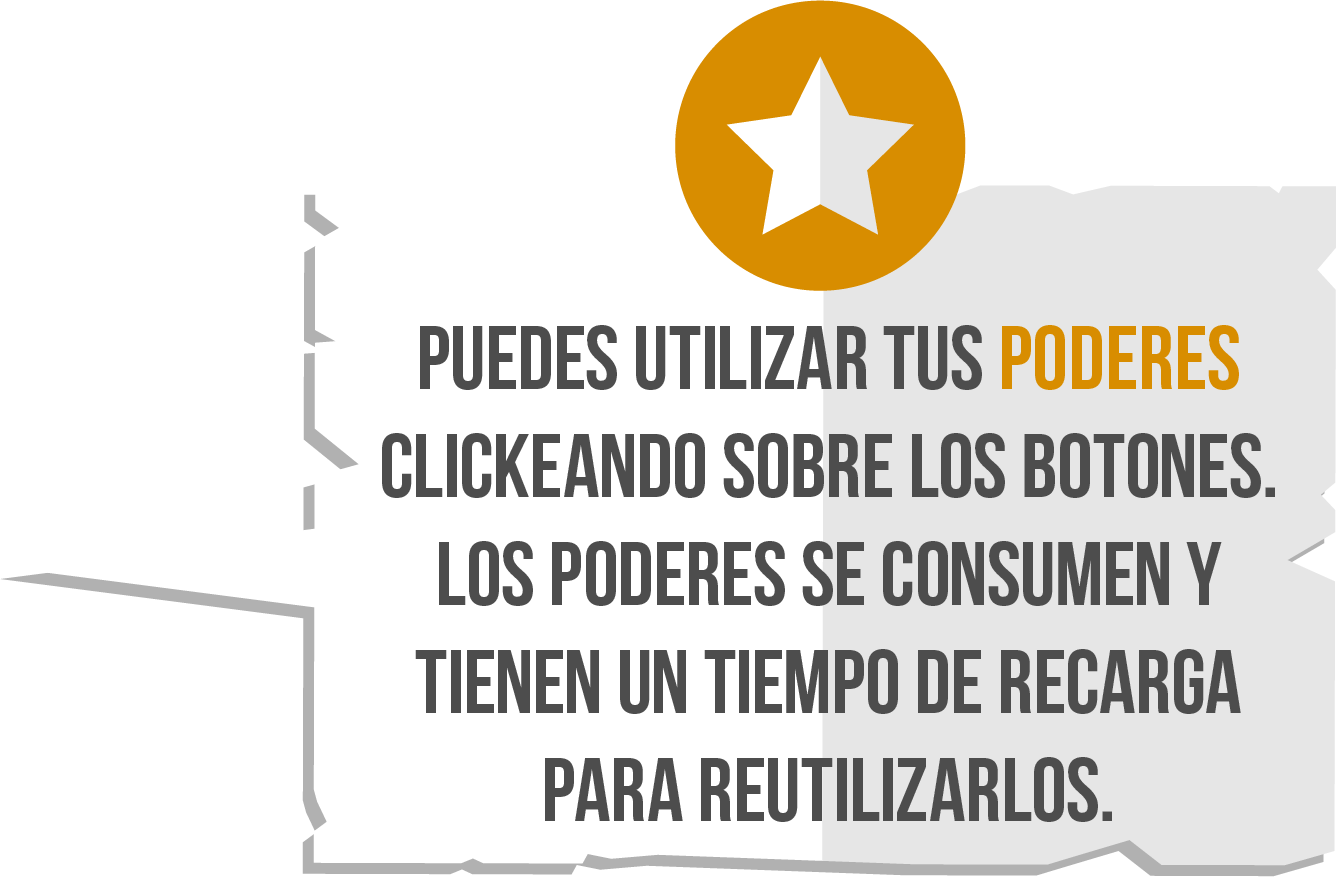 PUEDES UTILIZAR TUS PODERES
CLICKEANDO SOBRE LOS BOTONES.
LOS PODERES SE CONSUMEN Y
TIENEN UN TIEMPO DE RECARGA
PARA REUTILIZARLOS.